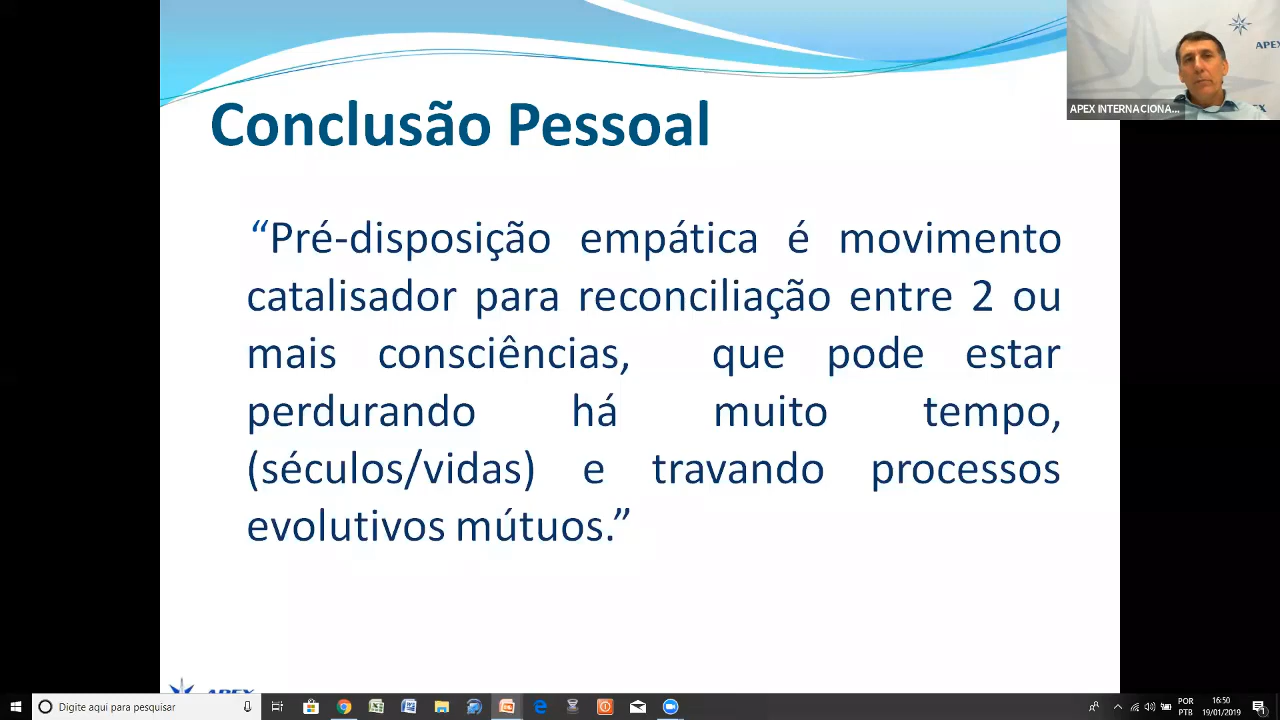 APEX
APEX INTERNACIONA...
Conclusão Pessoal
“Pré-disposição empática é movimento
catalisador para reconciliação entre 2 ou
mais consciências, que pode estar
perdurando há muito tempo,
(séculos/vidas) e travando processos
evolutivos mútuos.”
APEX
Digite aqui para pesquisar
POR
PTB
16:50
19/01/2019